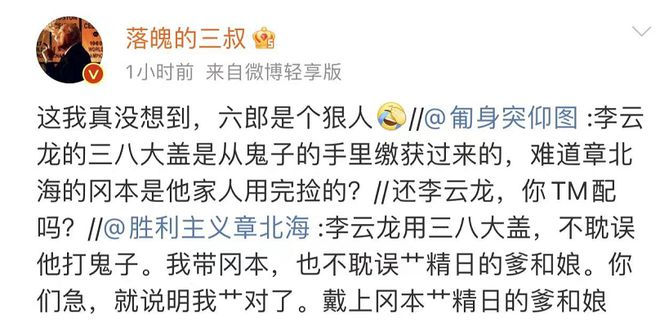 落魄的三叔
1小时前 来自微博轻享版
这我真没想到，六郎是个狠人🤣//@匍身突仰图:李云
龙的三八大盖是从鬼子的手里缴获过来的，难道章北
海的冈本是他家人用完捡的？//还李云龙，你TM配
吗？//@胜利主义章北海:李云龙用三八大盖，不耽误
他打鬼子。我带冈本，也不耽误艹精日的爹和娘。你
们急，就说明我艹对了。戴上冈本艹精日的爹和娘